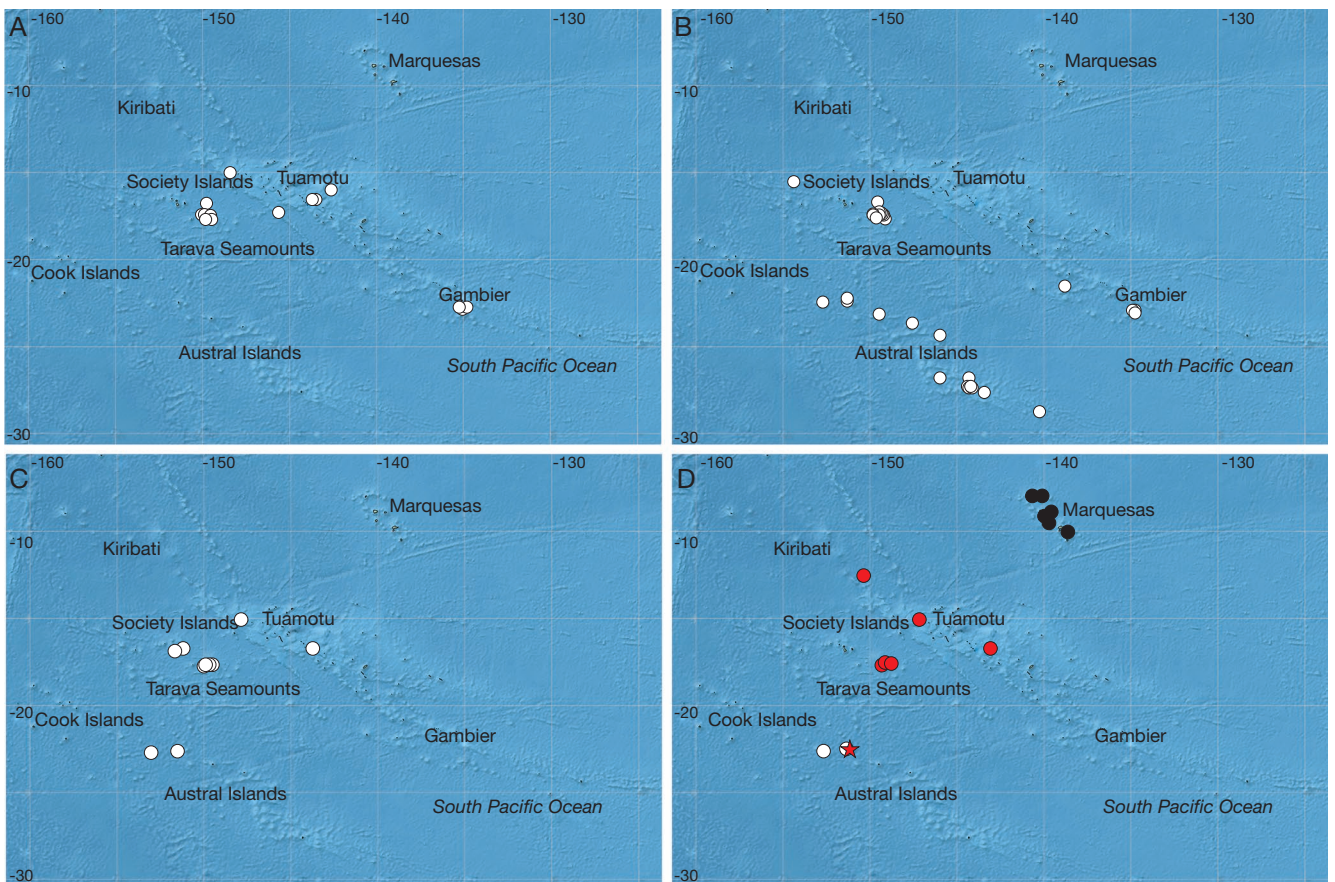 A
-160
-150
-140
-130
Marquesas
-10
Kiribati
Society Islands
Tuamotu
Tarava Seamounts
-20
Cook Islands
Gambier
Austral Islands
South Pacific Ocean
-30
B
-160
-150
-140
-130
Marquesas
-10
Kiribati
Society Islands
Tuamotu
Tarava Seamounts
-20
Cook Islands
Gambier
Austral Islands
South Pacific Ocean
-30
C
-160
-150
-140
-130
Marquesas
-10
Kiribati
Society Islands
Tuamotu
Tarava Seamounts
-20
Cook Islands
Gambier
Austral Islands
South Pacific Ocean
-30
D
-160
-150
-140
-130
Marquesas
-10
Kiribati
Society Islands
Tuamotu
Tarava Seamounts
-20
Cook Islands
Gambier
Austral Islands
South Pacific Ocean
-30